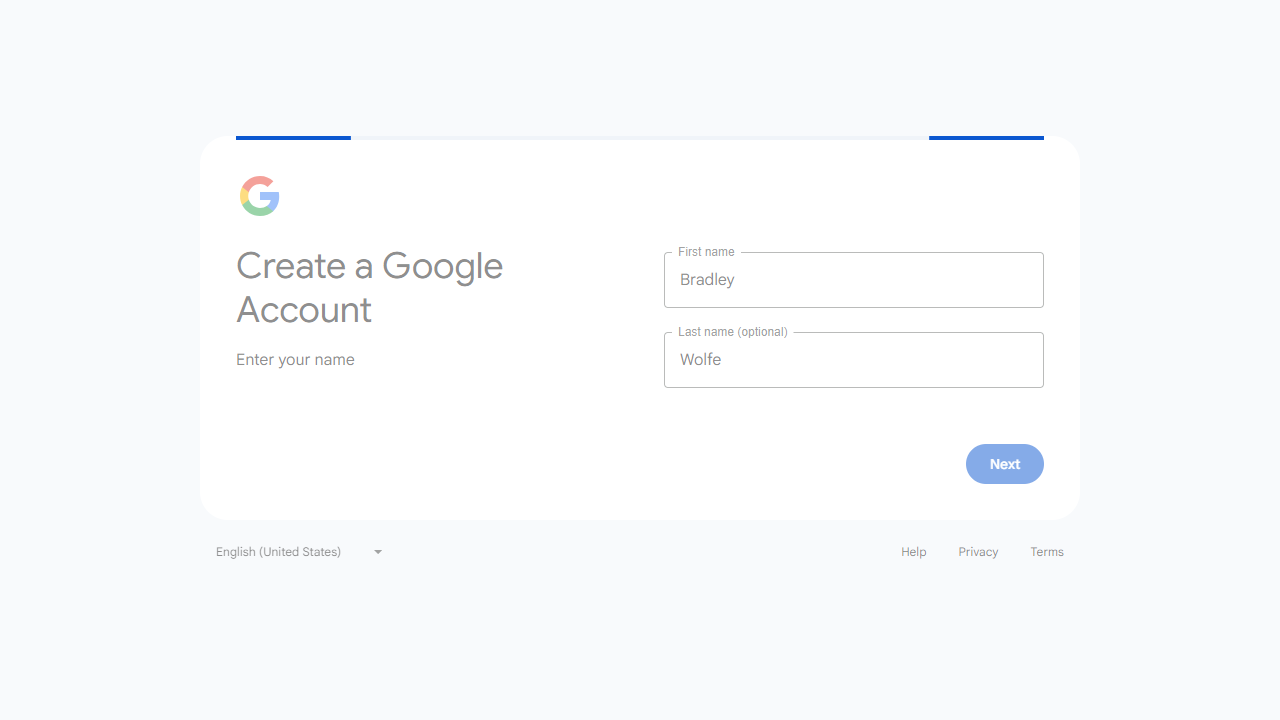 Create a Google
Account
Enter your name
First name
Bradley
Last name (optional)
Wolfe
Next
English (United States)
Help
Privacy
Terms